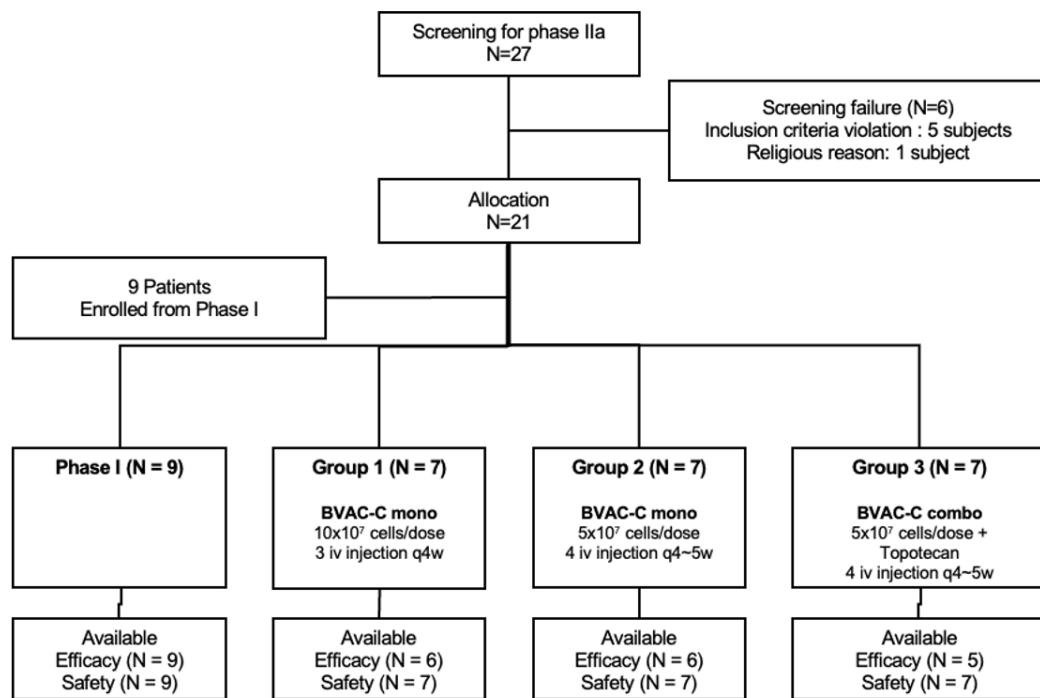 Screening for phase IIa
N=27
Screening failure (N=6)
Inclusion criteria violation : 5 subjects
Religious reason: 1 subject
Allocation
N=21
9 Patients
Enrolled from Phase I
Phase I (N = 9)
Group 1 (N = 7)
BVAC-C mono
10x10⁷ cells/dose
3 iv injection q4w
Group 2 (N = 7)
BVAC-C mono
5x10⁷ cells/dose
4 iv injection q4~5w
Group 3 (N = 7)
BVAC-C combo
5x10⁷ cells/dose +
Topotecan
4 iv injection q4~5w
Available
Efficacy (N = 9)
Safety (N = 9)
Available
Efficacy (N = 6)
Safety (N = 7)
Available
Efficacy (N = 6)
Safety (N = 7)
Available
Efficacy (N = 5)
Safety (N = 7)